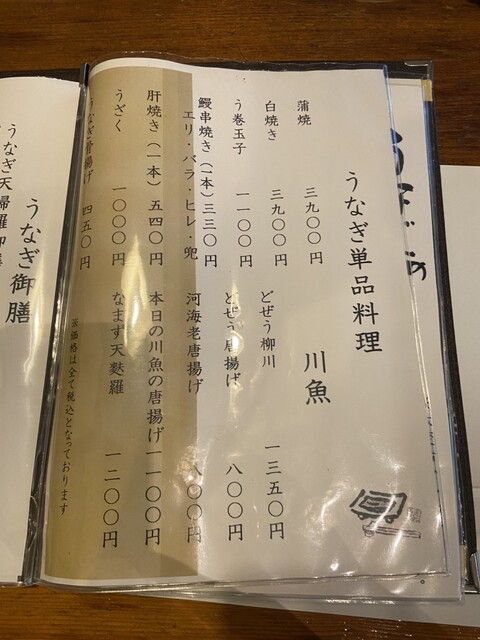 うなぎ単品料理
蒲焼 三九〇〇円
白焼き 三九〇〇円
う巻玉子 一一〇〇円
鰻串焼き(一本)三三〇円
エリ・バラ・ヒレ・兜
肝焼き(一本)五四〇円
うざく 一〇〇〇円
うなぎ骨揚げ 四五〇円
川魚
どぜう柳川 一三五〇円
どぜう唐揚げ 八〇〇円
河海老唐揚げ 八〇〇円
本日の川魚の唐揚げ 一一〇〇円
なまず天麩羅 一二〇〇円
※価格は全て税込となっております
うなぎ御膳
うなぎ天婦羅御膳